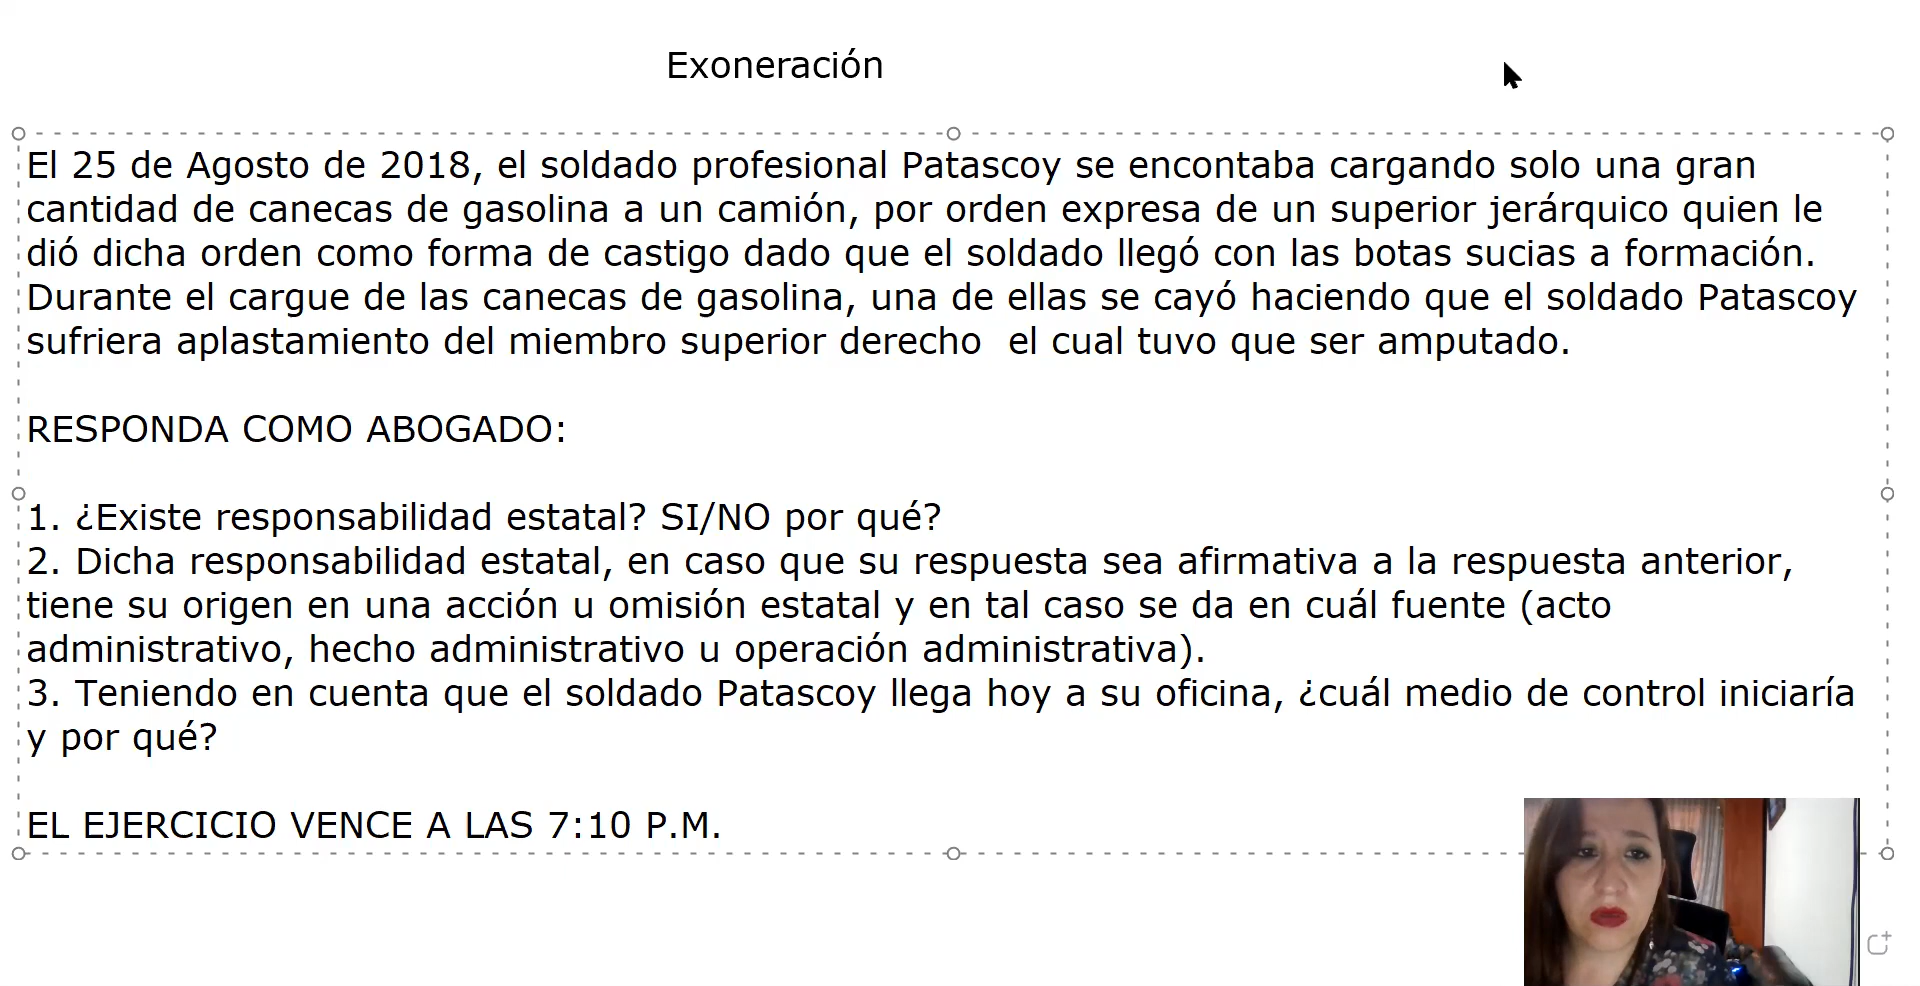 Exoneración
El 25 de Agosto de 2018, el soldado profesional Patascoy se encontaba cargando solo una gran
cantidad de canecas de gasolina a un camión, por orden expresa de un superior jerárquico quien le
dió dicha orden como forma de castigo dado que el soldado llegó con las botas sucias a formación.
Durante el cargue de las canecas de gasolina, una de ellas se cayó haciendo que el soldado Patascoy
sufriera aplastamiento del miembro superior derecho el cual tuvo que ser amputado.
RESPONDA COMO ABOGADO:
1. ¿Existe responsabilidad estatal? SI/NO por qué?
2. Dicha responsabilidad estatal, en caso que su respuesta sea afirmativa a la respuesta anterior,
tiene su origen en una acción u omisión estatal y en tal caso se da en cuál fuente (acto
administrativo, hecho administrativo u operación administrativa).
3. Teniendo en cuenta que el soldado Patascoy llega hoy a su oficina, ¿cuál medio de control iniciaría
y por qué?
EL EJERCICIO VENCE A LAS 7:10 P.M.